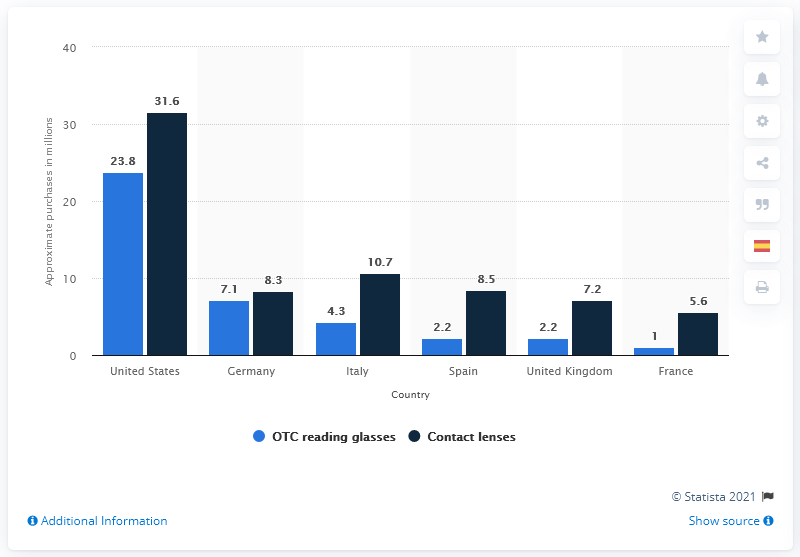 40
30
20
10
0
Approximate purchases in millions
23.8
31.6
7.1
8.3
4.3
10.7
2.2
8.5
2.2
7.2
1
5.6
United States
Germany
Italy
Spain
United Kingdom
France
Country
OTC reading glasses
Contact lenses
© Statista 2021
Additional Information
Show source